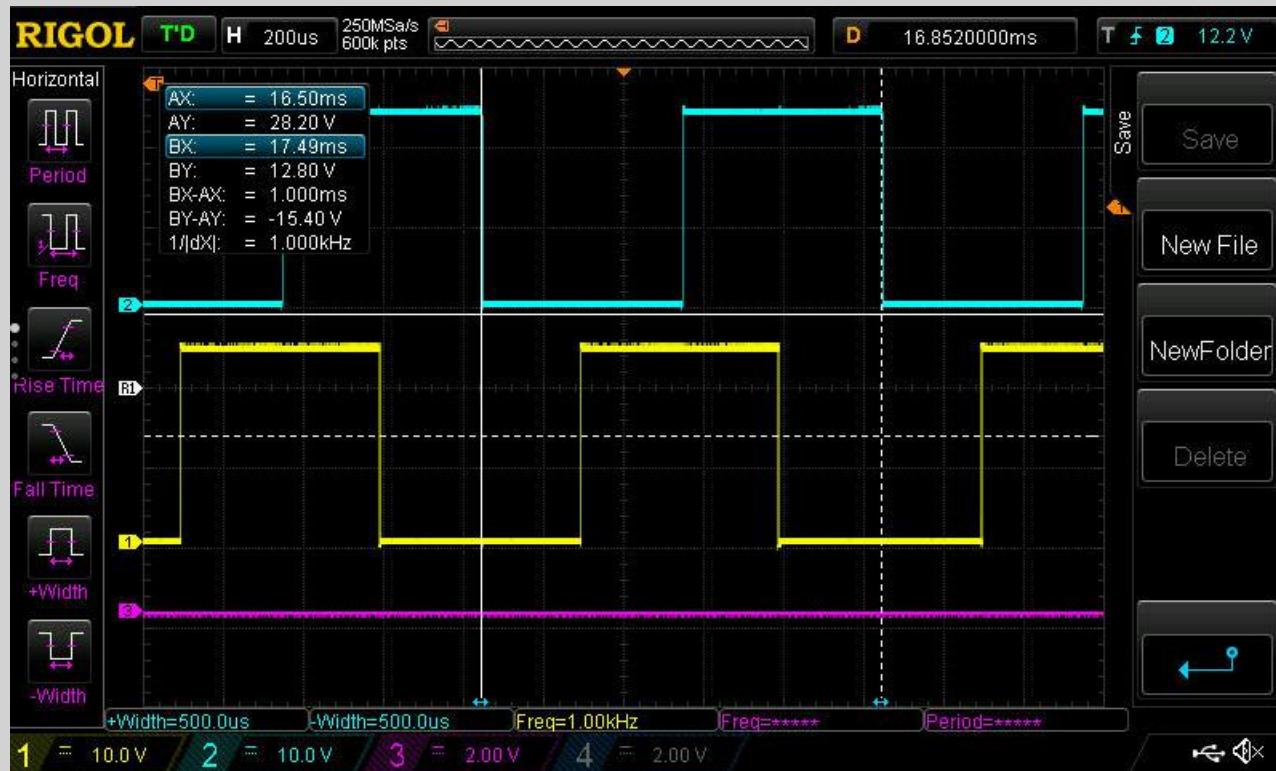 RIGOL T'D H 200us 250MSa/s 600k pts D 16.8520000ms T 2 12.2 V
Horizontal
Period
Freq
Rise Time
Fall Time
+Width
-Width
AX: = 16.50ms
AY: = 28.20 V
BX: = 17.49ms
BY: = 12.80 V
BX-AX: = 1.000ms
BY-AY: = -15.40 V
1/|dX|: = 1.000kHz
T
T
2
R1
1
3
Save
Save
New File
NewFolder
Delete
+Width=500.0us -Width=500.0us Freq=1.00kHz Freq=***** Period=*****
1 = 10.0 V 2 = 10.0 V 3 = 2.00 V 4 = 2.00 V